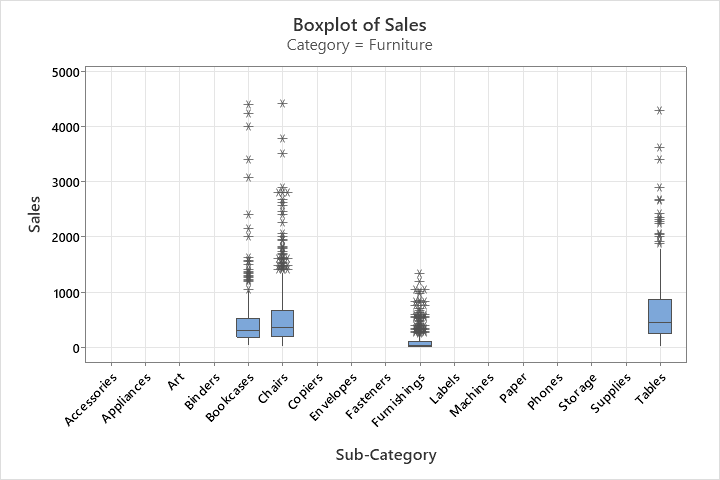 Boxplot of Sales
Category = Furniture
5000
4000
3000
2000
1000
0
Sales
Accessories
Appliances
Art
Binders
Bookcases
Chairs
Copiers
Envelopes
Fasteners
Furnishings
Labels
Machines
Paper
Phones
Storage
Supplies
Tables
Sub-Category